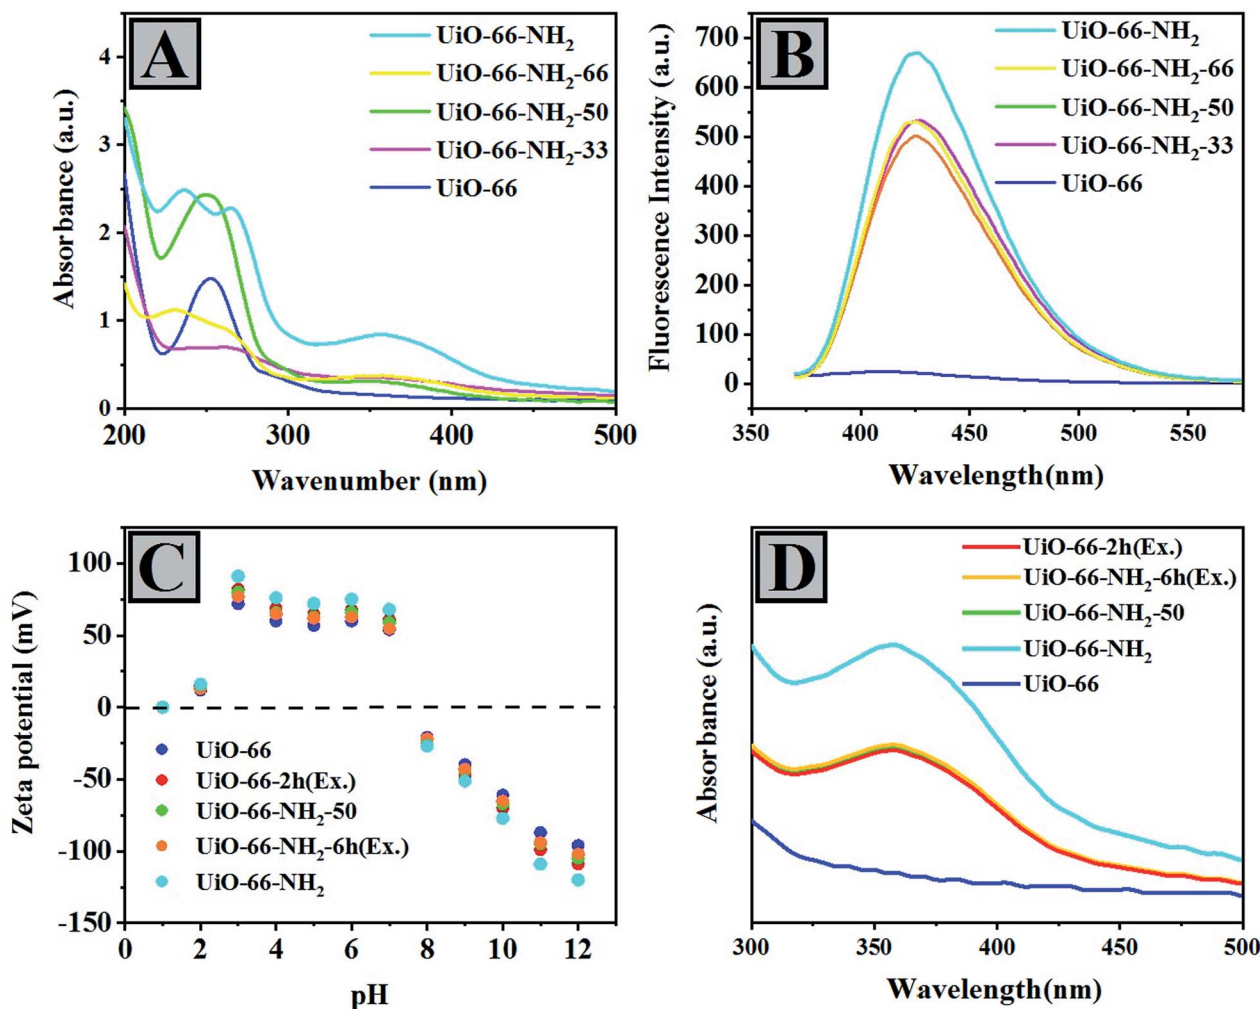 A
UiO-66-NH₂
UiO-66-NH₂-66
UiO-66-NH₂-50
UiO-66-NH₂-33
UiO-66
Absorbance (a.u.)
4
3
2
1
0
200
300
400
500
Wavenumber (nm)
B
UiO-66-NH₂
UiO-66-NH₂-66
UiO-66-NH₂-50
UiO-66-NH₂-33
UiO-66
Fluorescence Intensity (a.u.)
700
600
500
400
300
200
100
0
350
400
450
500
550
Wavelength(nm)
C
Zeta potential (mV)
100
50
0
-50
-100
-150
UiO-66
UiO-66-2h(Ex.)
UiO-66-NH₂-50
UiO-66-NH₂-6h(Ex.)
UiO-66-NH₂
0
2
4
6
8
10
12
pH
D
UiO-66-2h(Ex.)
UiO-66-NH₂-6h(Ex.)
UiO-66-NH₂-50
UiO-66-NH₂
UiO-66
Absorbance (a.u.)
300
350
400
450
500
Wavelength(nm)